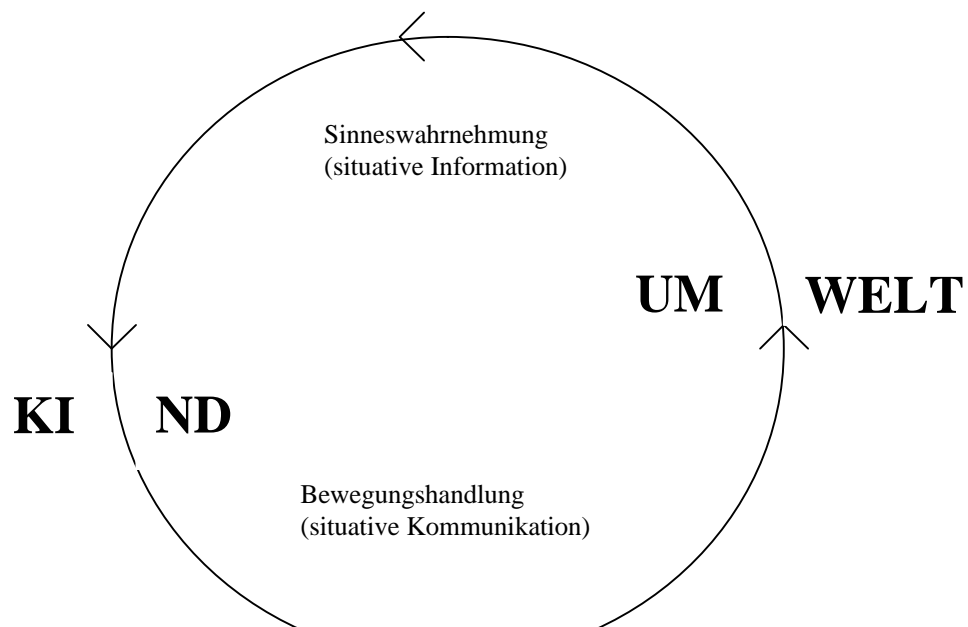 Sinneswahrnehmung
(situative Information)
UM WELT
KI ND
Bewegungshandlung
(situative Kommunikation)